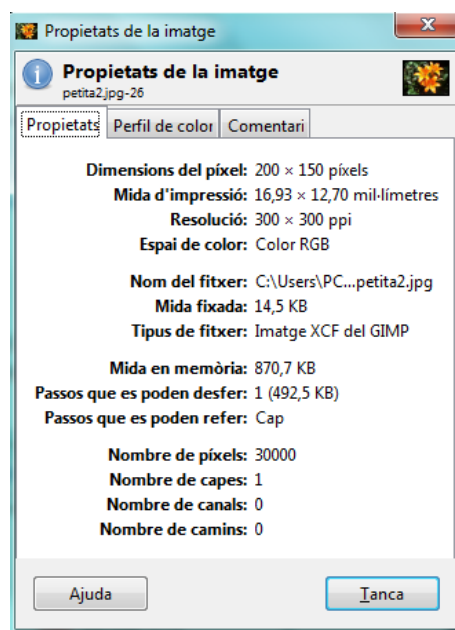 Propietats de la imatge
Propietats de la imatge
petita2.jpg-26
Propietats Perfil de color Comentari
Dimensions del píxel: 200 × 150 píxels
Mida d'impressió: 16,93 × 12,70 mil·límetres
Resolució: 300 × 300 ppi
Espai de color: Color RGB
Nom del fitxer: C:\Users\PC...petita2.jpg
Mida fixada: 14,5 KB
Tipus de fitxer: Imatge XCF del GIMP
Mida en memòria: 870,7 KB
Passos que es poden desfer: 1 (492,5 KB)
Passos que es poden refer: Cap
Nombre de píxels: 30000
Nombre de capes: 1
Nombre de canals: 0
Nombre de camins: 0
Ajuda Tanca